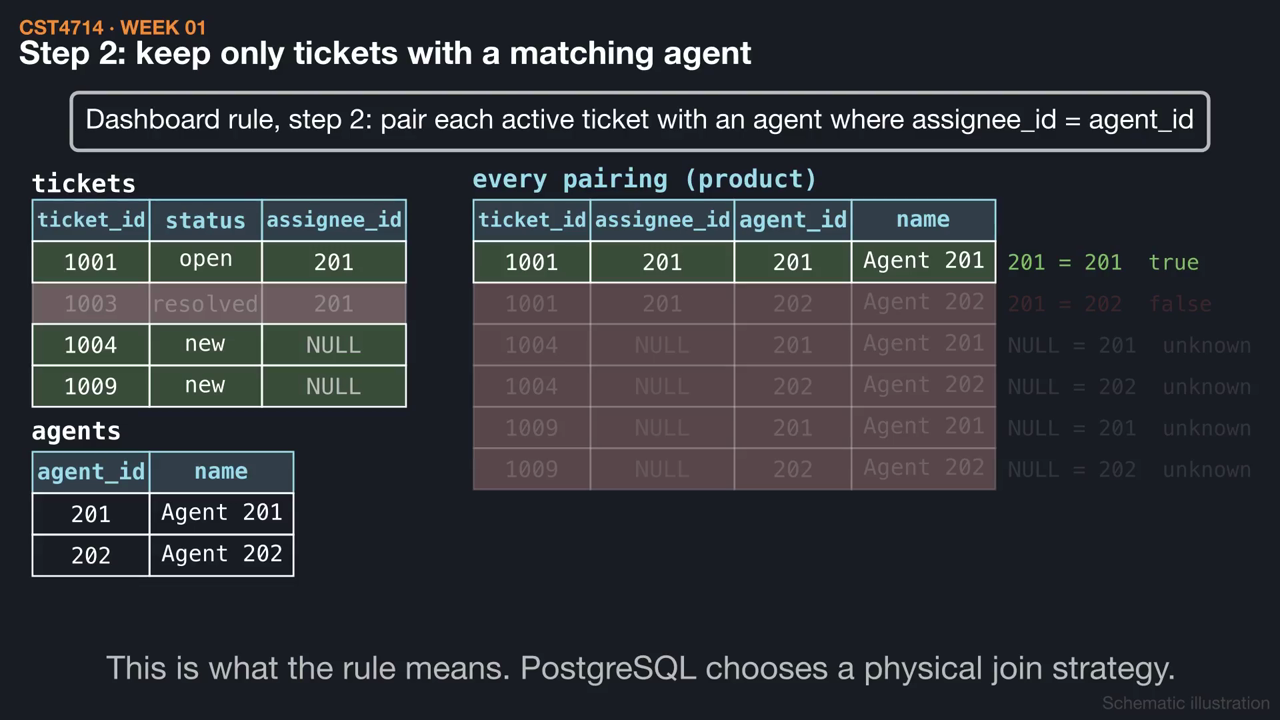 CST4714 · WEEK 01
Step 2: keep only tickets with a matching agent
Dashboard rule, step 2: pair each active ticket with an agent where assignee_id = agent_id
tickets
ticket_id status assignee_id
1001 open 201
1003 resolved 201
1004 new NULL
1009 new NULL
agents
agent_id name
201 Agent 201
202 Agent 202
every pairing (product)
ticket_id assignee_id agent_id name
1001 201 201 Agent 201 201 = 201 true
1001 201 202 Agent 202 201 = 202 false
1004 NULL 201 Agent 201 NULL = 201 unknown
1004 NULL 202 Agent 202 NULL = 202 unknown
1009 NULL 201 Agent 201 NULL = 201 unknown
1009 NULL 202 Agent 202 NULL = 202 unknown
This is what the rule means. PostgreSQL chooses a physical join strategy.
Schematic illustration